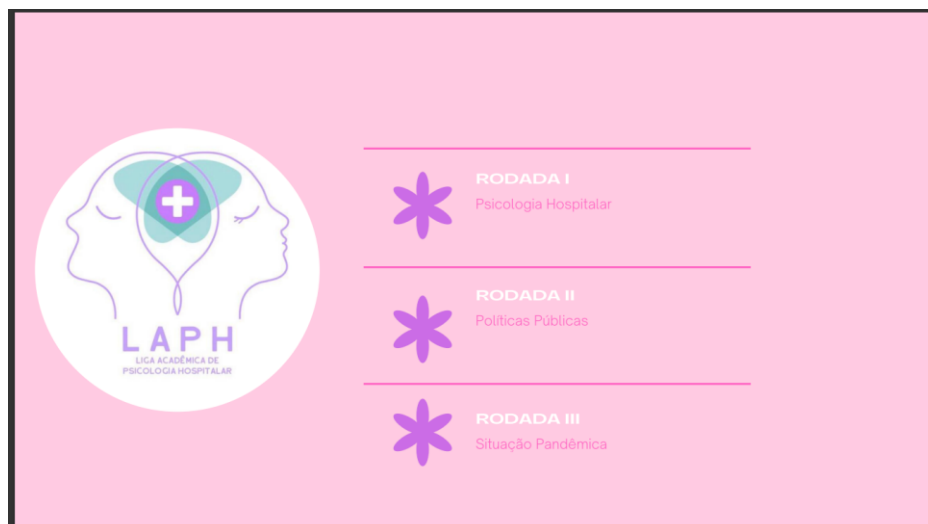 LAPH
LIGA ACADÊMICA DE
PSICOLOGIA HOSPITALAR
RODADA I
Psicologia Hospitalar
RODADA II
Políticas Públicas
RODADA III
Situação Pandêmica